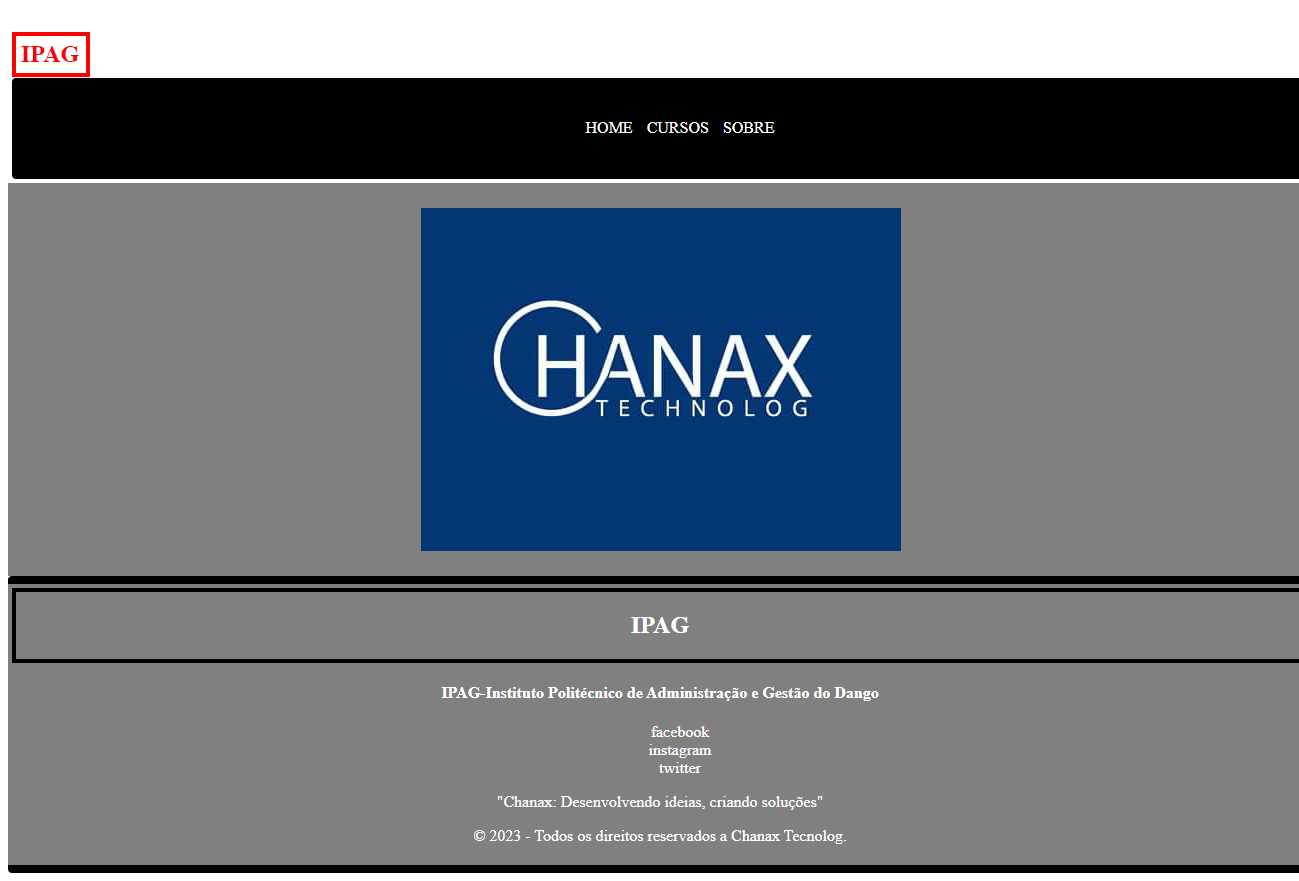 IPAG
HOME CURSOS SOBRE
CHANAX
TECHNOLOG
IPAG
IPAG-Instituto Politécnico de Administração e Gestão do Dango
facebook
instagram
twitter
"Chanax: Desenvolvendo ideias, criando soluções"
© 2023 - Todos os direitos reservados a Chanax Tecnolog.